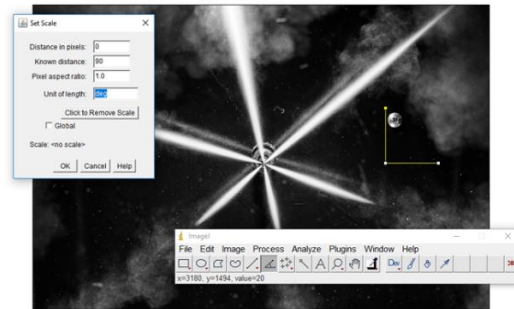 Set Scale
Distance in pixels: 0
Known distance: 90
Pixel aspect ratio: 1.0
Unit of length: deg
Click to Remove Scale
Global
Scale: <no scale>
OK Cancel Help
ImageJ
File Edit Image Process Analyze Plugins Window Help
A Dev
x=3180, y=1494, value=20